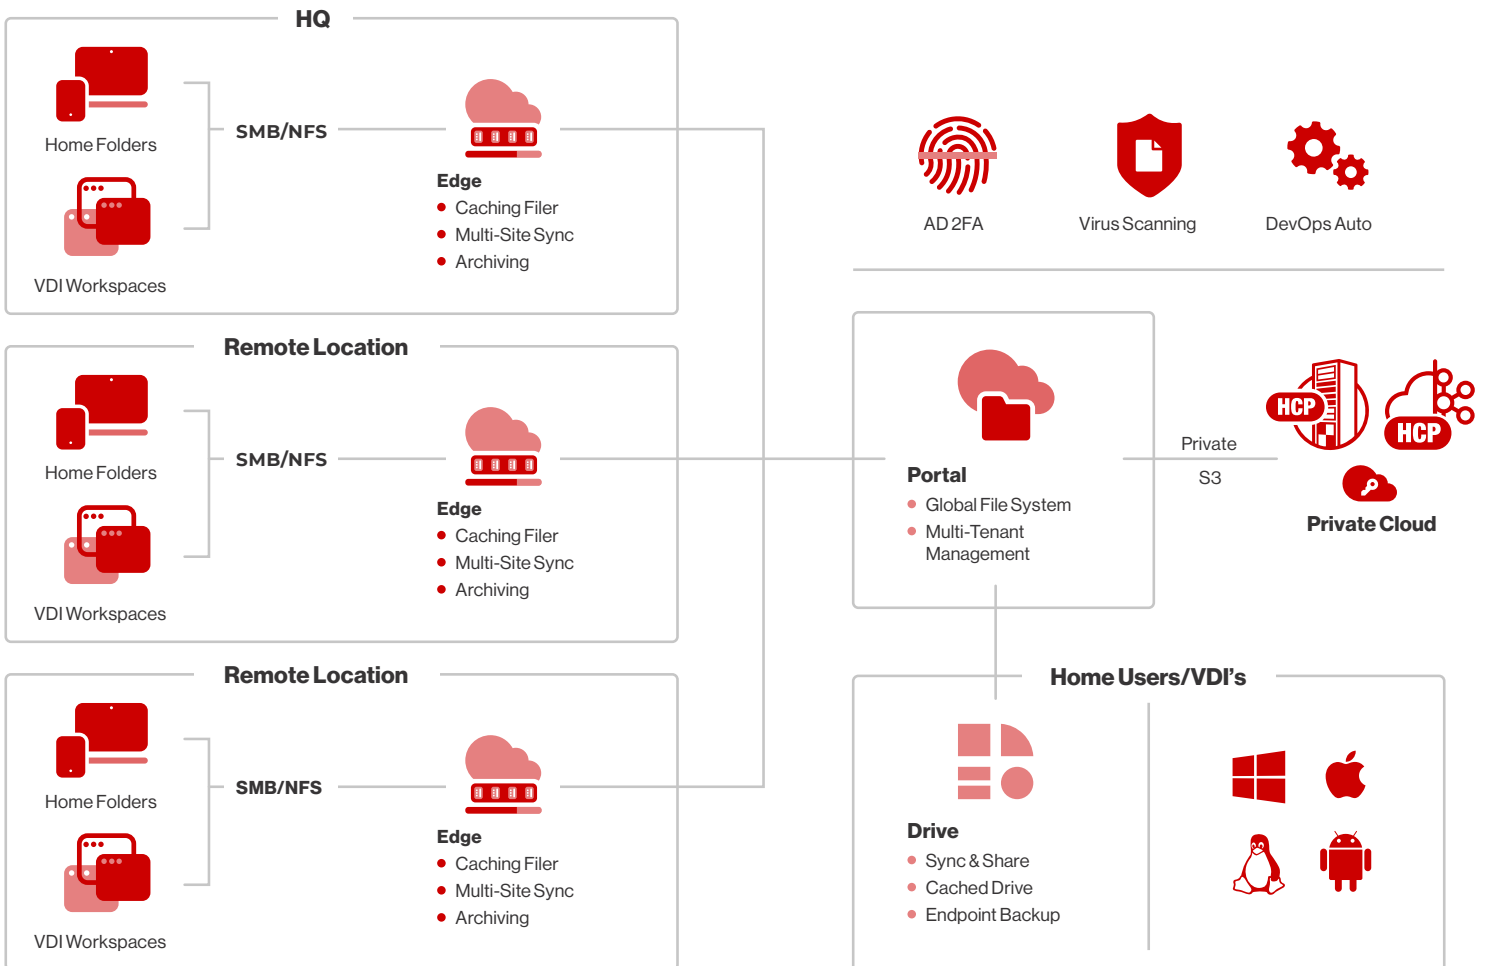 HQ
Home Folders
SMB/NFS
VDI Workspaces
Edge
Caching Filer
Multi-Site Sync
Archiving
Remote Location
Home Folders
SMB/NFS
VDI Workspaces
Edge
Caching Filer
Multi-Site Sync
Archiving
Remote Location
Home Folders
SMB/NFS
VDI Workspaces
Edge
Caching Filer
Multi-Site Sync
Archiving
AD 2FA
Virus Scanning
DevOps Auto
Portal
Global File System
Multi-Tenant
Management
Private
S3
HCP
HCP
Private Cloud
Home Users/VDI's
Drive
Sync & Share
Cached Drive
Endpoint Backup